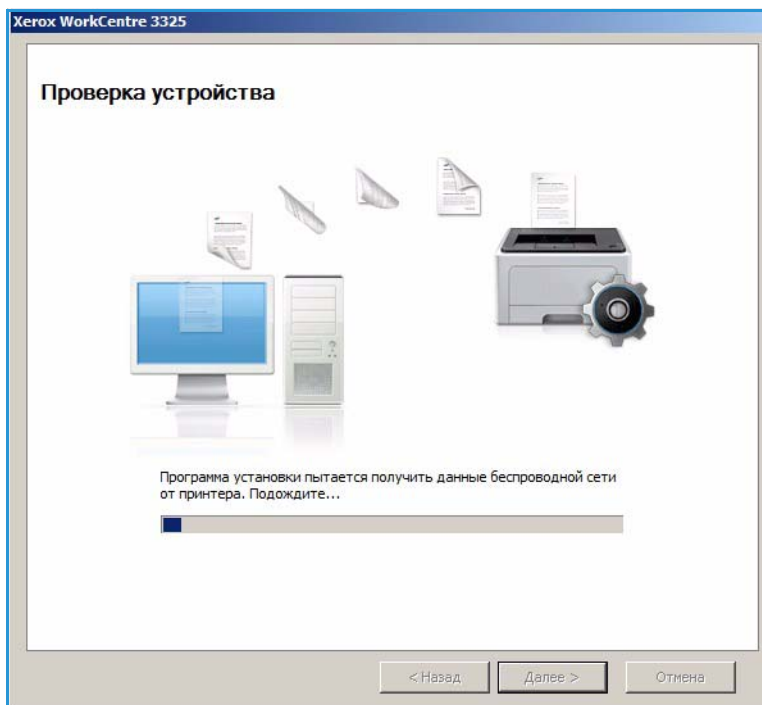 Xerox WorkCentre 3325
Проверка устройства
Программа установки пытается получить данные беспроводной сети
от принтера. Подождите...
< Назад
Далее >
Отмена